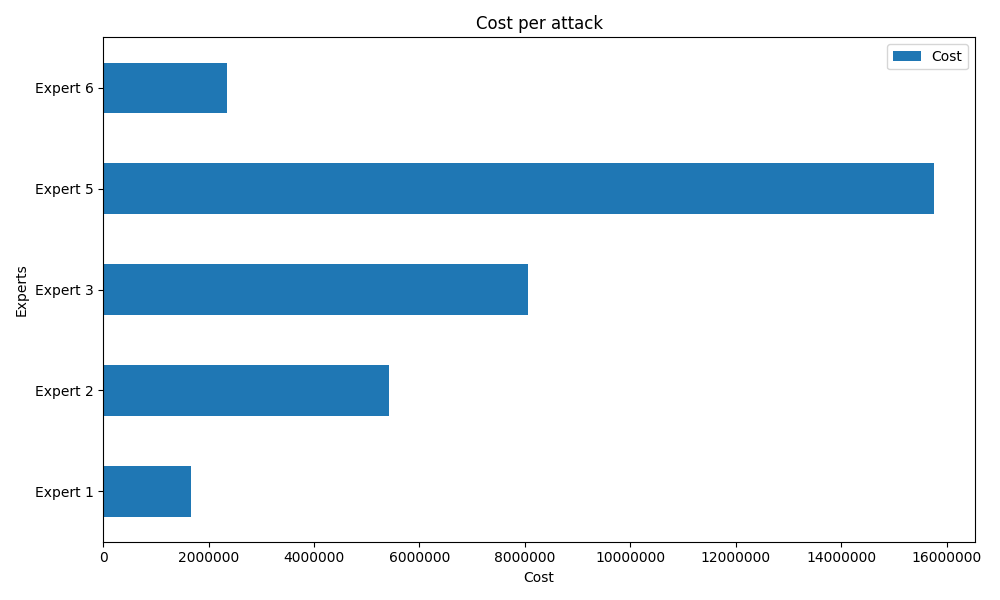 Cost per attack
Cost
Expert 6
Expert 5
Expert 3
Expert 2
Expert 1
Experts
0 2000000 4000000 6000000 8000000 10000000 12000000 14000000 16000000
Cost